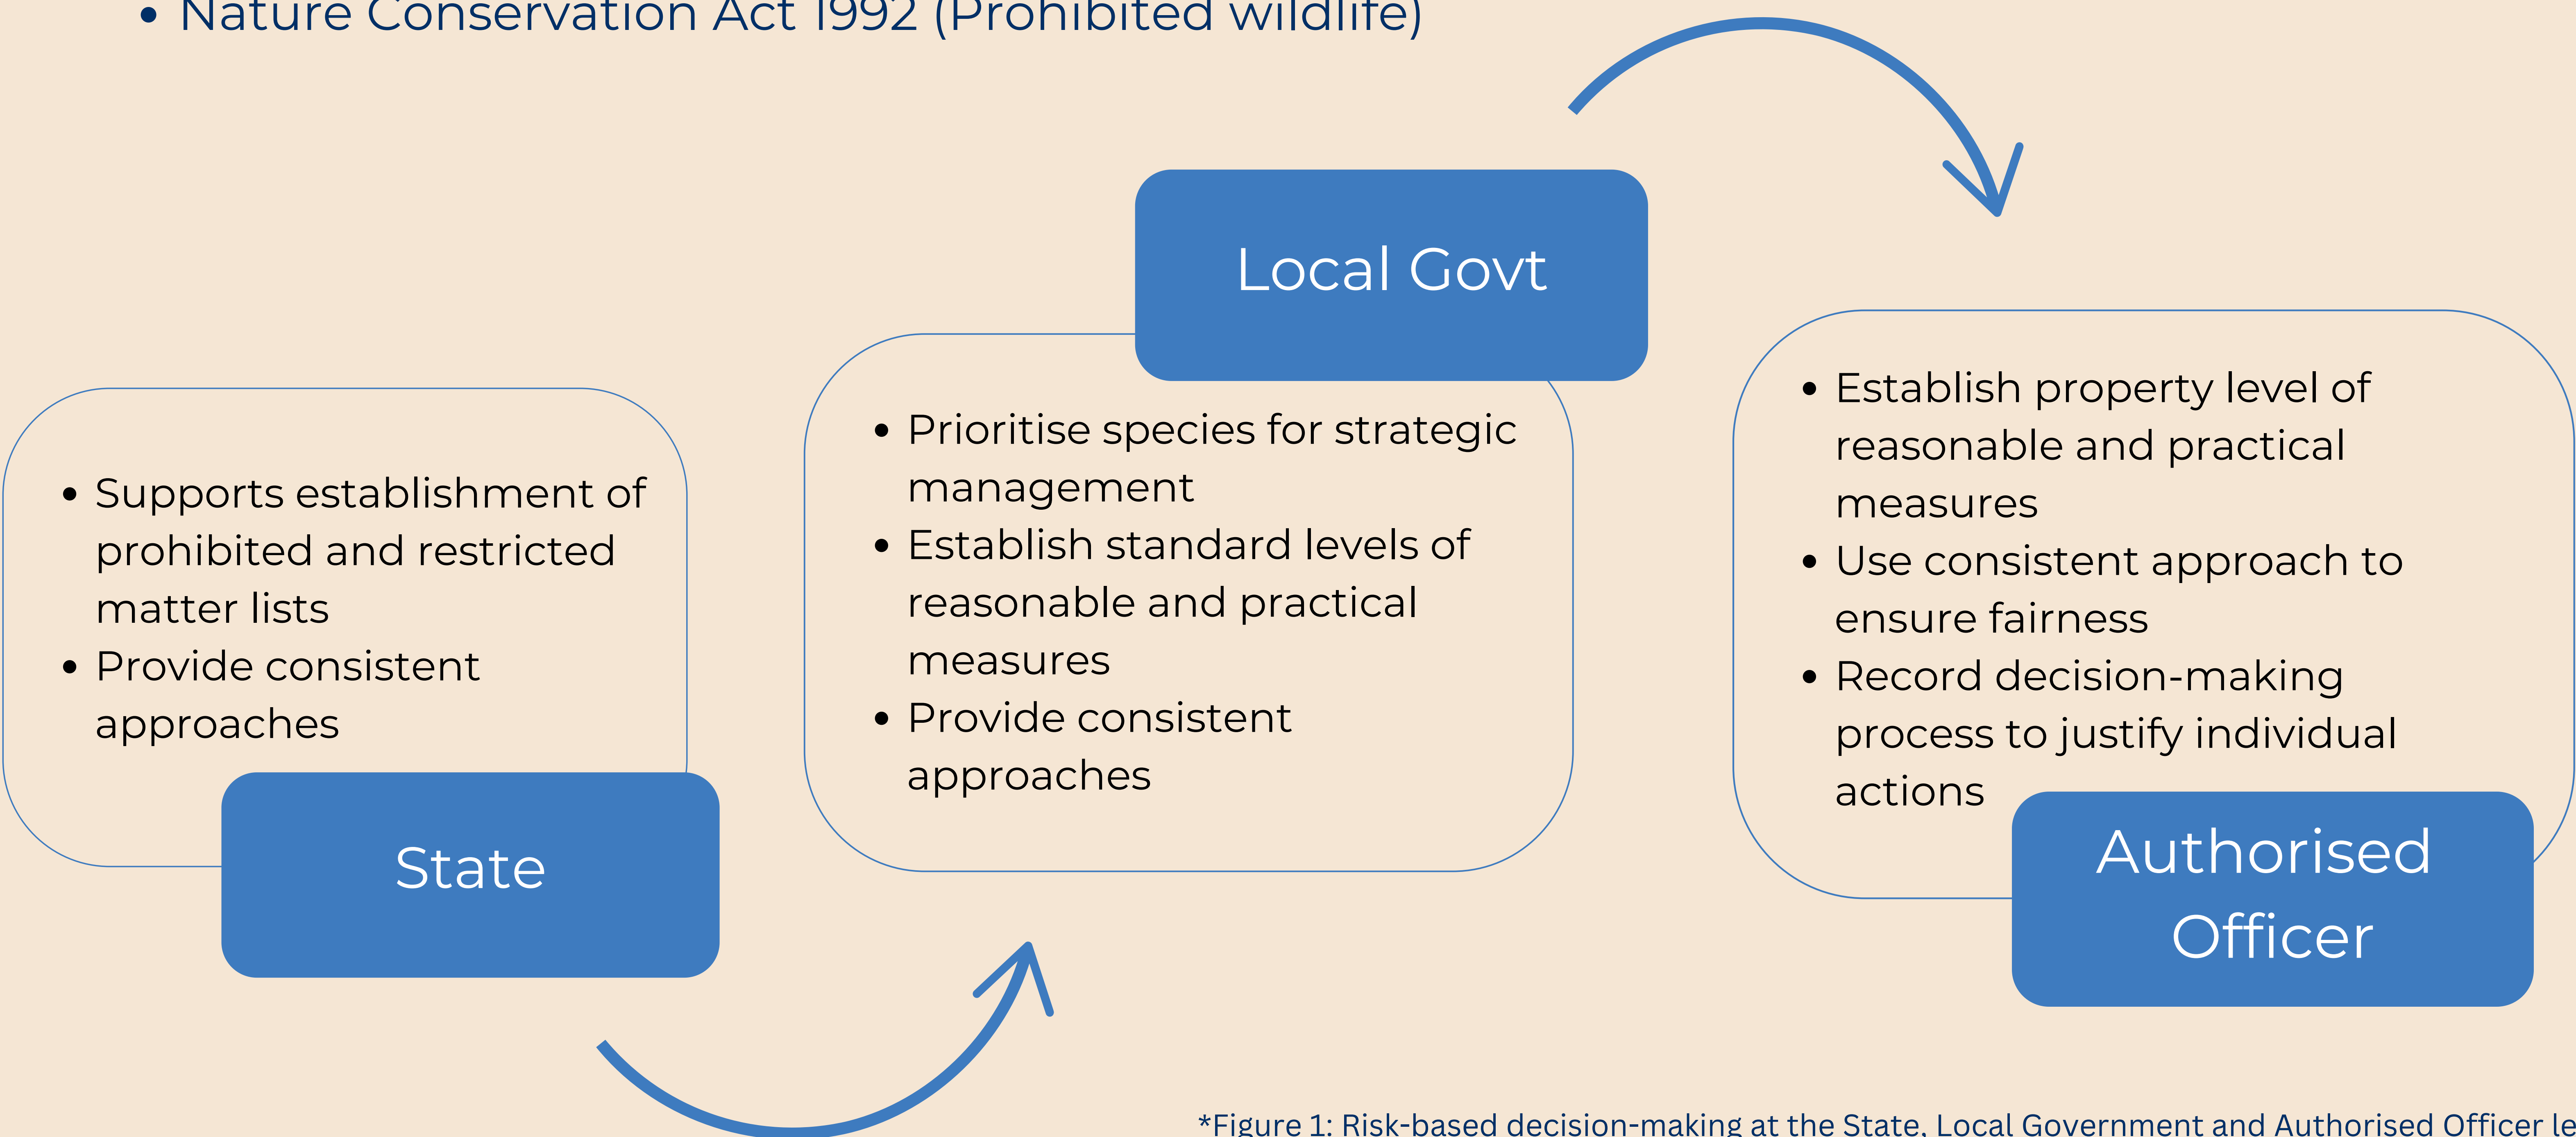 • Nature Conservation Act 1992 (Prohibited wildlife)
Local Govt
• Supports establishment of
prohibited and restricted
matter lists
• Provide consistent
approaches
State
• Prioritise species for strategic
management
• Establish standard levels of
reasonable and practical
measures
• Provide consistent
approaches
• Establish property level of
reasonable and practical
measures
• Use consistent approach to
ensure fairness
• Record decision-making
process to justify individual
actions
Authorised
Officer
*Figure 1: Risk-based decision-making at the State, Local Government and Authorised Officer